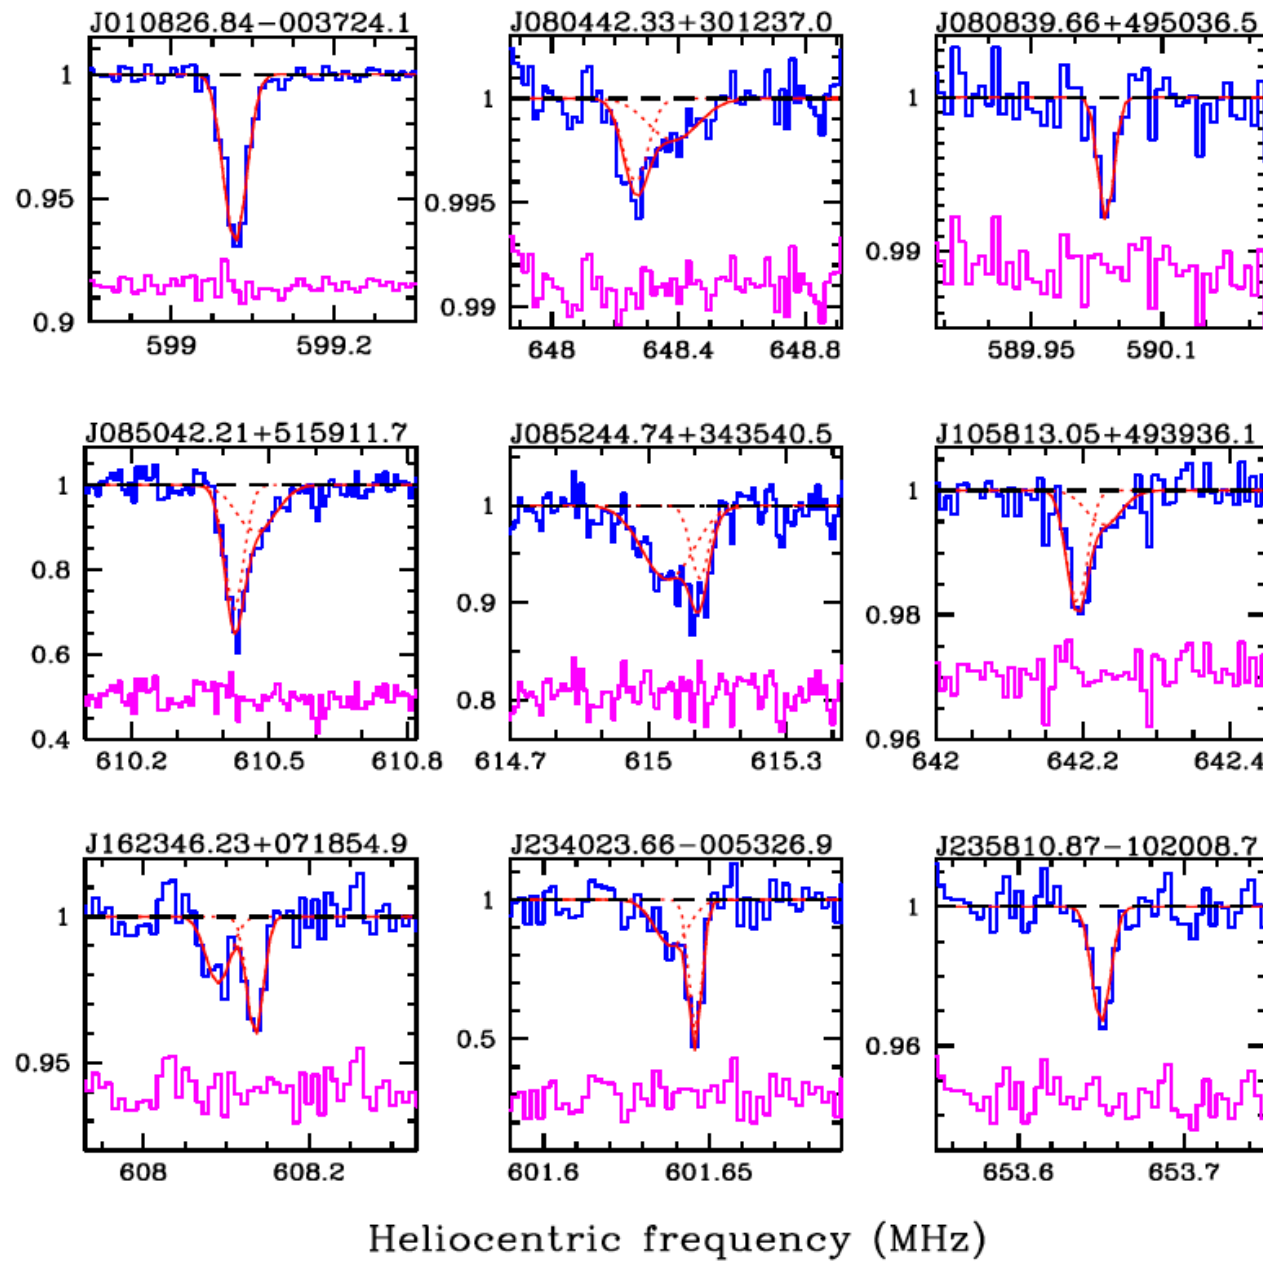 J010826.84−003724.1 J080442.33+301237.0 J080839.66+495036.5
1 1 1
0.95 0.995 0.99
0.9 0.99
599 599.2 648 648.4 648.8 589.95 590.1
J085042.21+515911.7 J085244.74+343540.5 J105813.05+493936.1
1 1 1
0.8 0.9 0.98
0.6 0.8
0.4 0.96
610.2 610.5 610.8 614.7 615 615.3 642 642.2 642.4
J162346.23+071854.9 J234023.66−005326.9 J235810.87−102008.7
1 1 1
0.95 0.5 0.96
608 608.2 601.6 601.65 653.6 653.7
Heliocentric frequency (MHz)